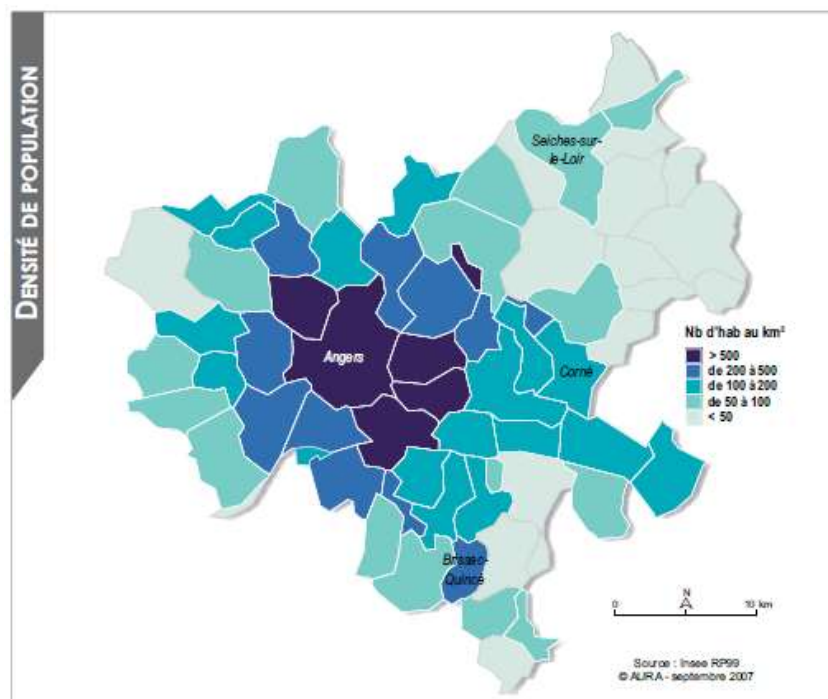 DENSITÉ DE POPULATION
Seiches-sur-
le-Loir
Angers
Corné
Brissac-
Quincé
Nb d'hab au km²
> 500
de 200 à 500
de 100 à 200
de 50 à 100
< 50
N
0 10 km
Source : Insee RP99
© AURA - septembre 2007